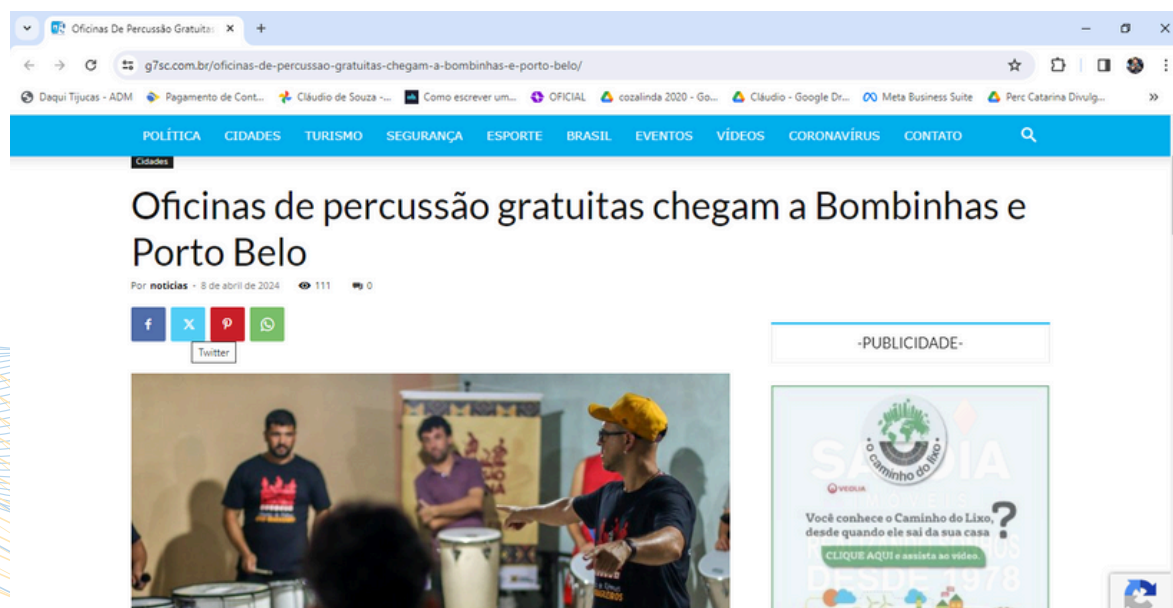 Oficinas De Percussão Gratuitas
g7sc.com.br/oficinas-de-percussao-gratuitas-chegam-a-bombinhas-e-porto-belo/
Daqui Tijucas - ADM
Pagamento de Cont...
Cláudio de Souza -...
Como escrever um...
OFICIAL
cozalinda 2020 - Go...
Cláudio - Google Dr...
Meta Business Suite
Perc Catarina Divulg...
POLÍTICA CIDADES TURISMO SEGURANÇA ESPORTE BRASIL EVENTOS VÍDEOS CORONAVÍRUS CONTATO
Cidades
Oficinas de percussão gratuitas chegam a Bombinhas e
Porto Belo
Por noticias - 8 de abril de 2024 111 0
Twitter
-PUBLICIDADE-
o caminho do lixo
VEOLIA
Você conhece o Caminho do Lixo,
desde quando ele sai da sua casa ?
CLIQUE AQUI e assista ao vídeo.
DESDE 1978